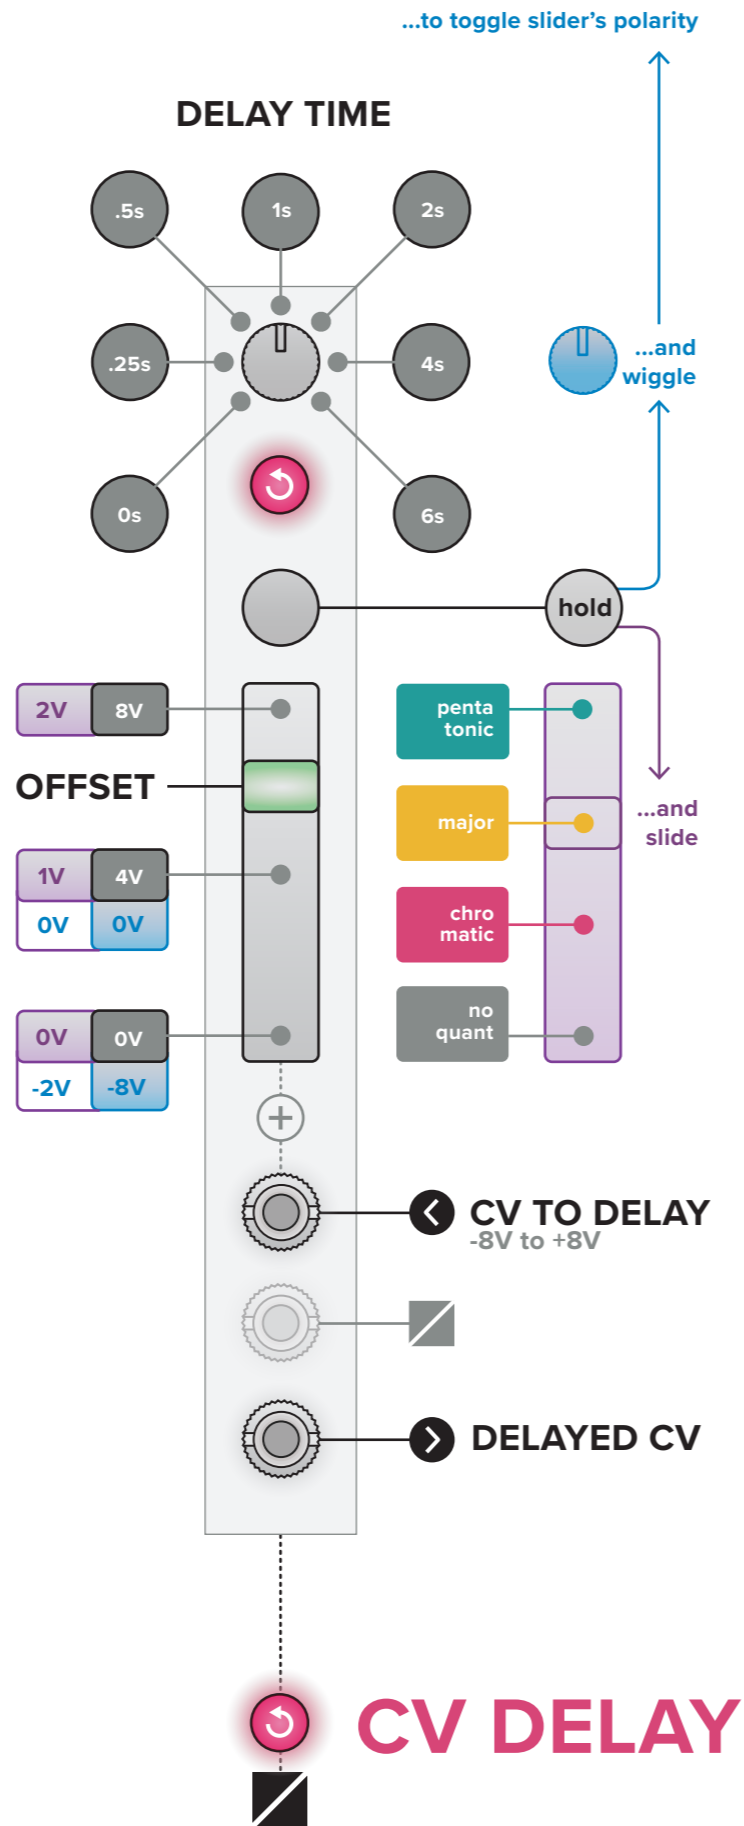 ...to toggle slider’s polarity
DELAY TIME
.5s
1s
2s
.25s
4s
...and
wiggle
0s
6s
hold
2V
8V
penta
tonic
OFFSET
major
...and
slide
1V
4V
0V
0V
chro
matic
0V
0V
no
quant
-2V
-8V
CV TO DELAY
-8V to +8V
DELAYED CV
CV DELAY